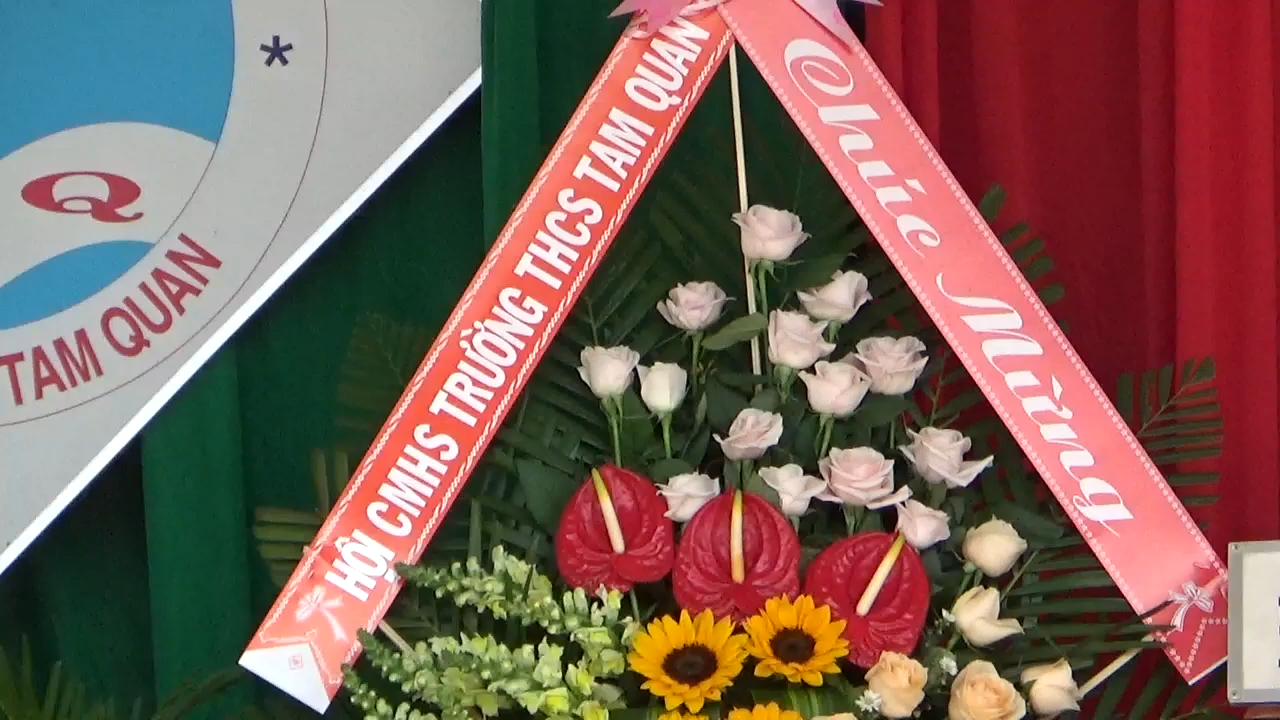 *
Q
TAM QUAN
HỘI CMHS TRƯỜNG THCS TAM QUAN
Chúc Mừng